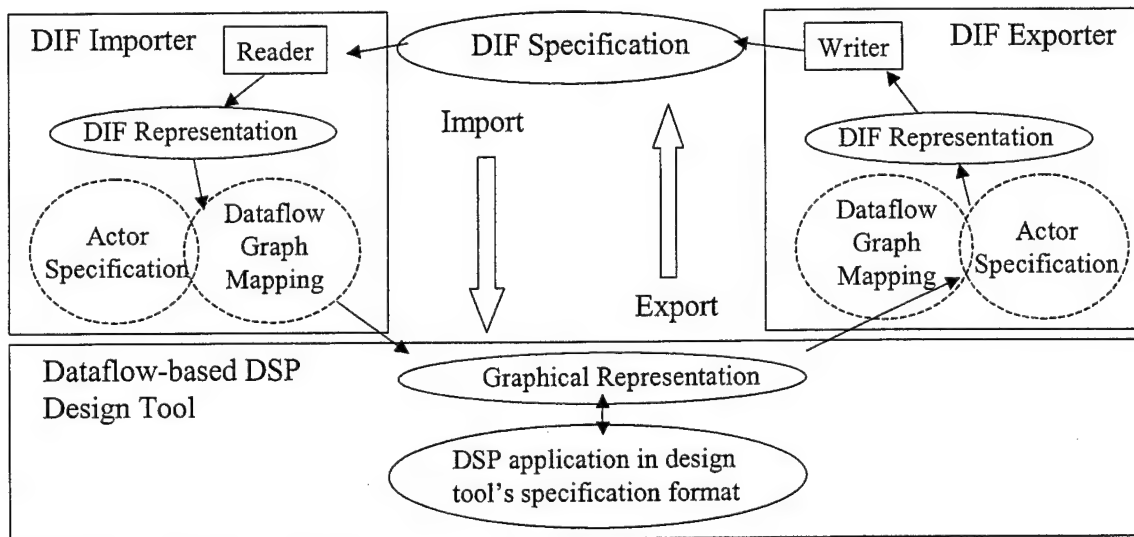 DIF Importer
Reader
DIF Specification
Writer
DIF Exporter
DIF Representation
Import
DIF Representation
Actor
Specification
Dataflow
Graph
Mapping
Dataflow
Graph
Mapping
Actor
Specification
Export
Dataflow-based DSP
Design Tool
Graphical Representation
DSP application in design
tool's specification format